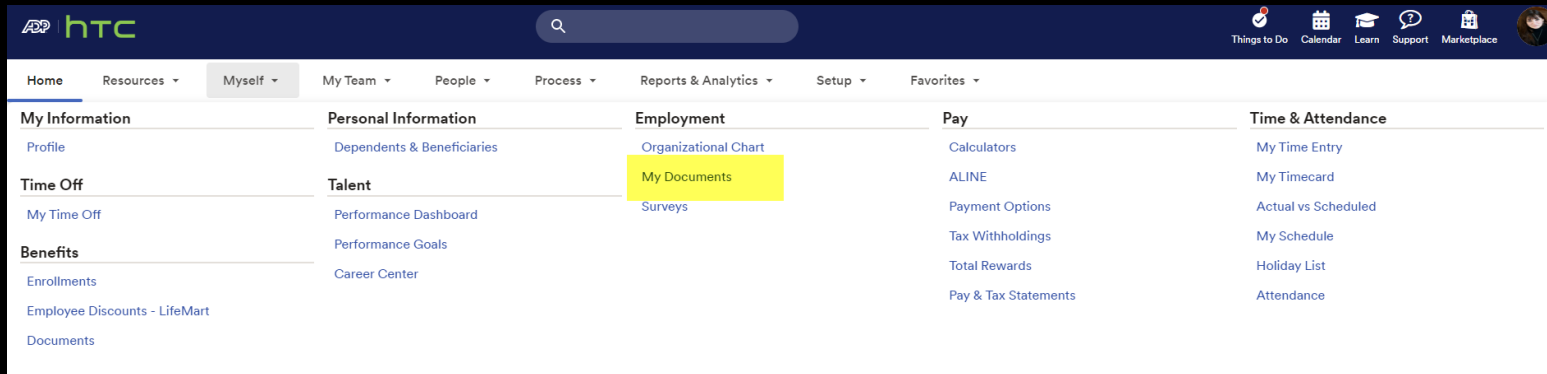 ADP htc
Things to Do Calendar Learn Support Marketplace
Home Resources Myself My Team People Process Reports & Analytics Setup Favorites
My Information
Profile
Time Off
My Time Off
Benefits
Enrollments
Employee Discounts - LifeMart
Documents
Personal Information
Dependents & Beneficiaries
Talent
Performance Dashboard
Performance Goals
Career Center
Employment
Organizational Chart
My Documents
Surveys
Pay
Calculators
ALINE
Payment Options
Tax Withholdings
Total Rewards
Pay & Tax Statements
Time & Attendance
My Time Entry
My Timecard
Actual vs Scheduled
My Schedule
Holiday List
Attendance